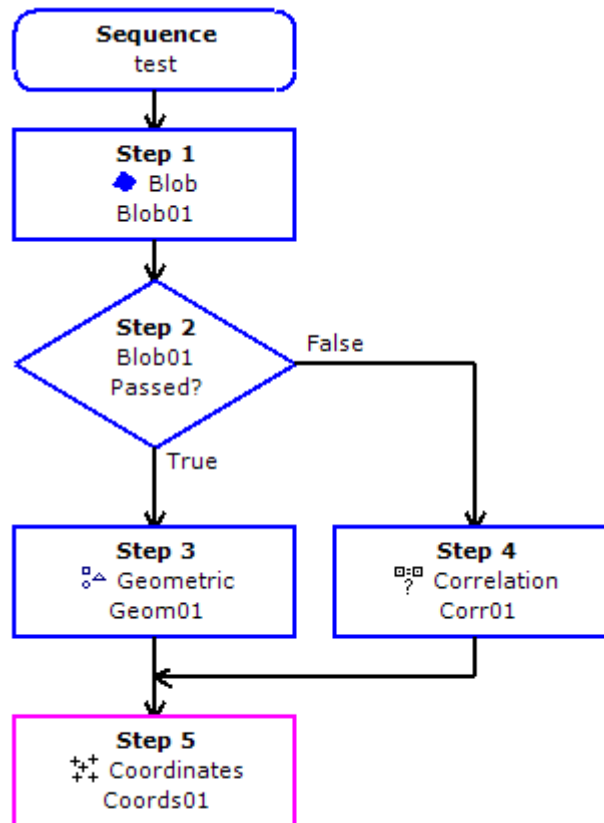 Sequence
test
Step 1
Blob
Blob01
Step 2
Blob01
Passed?
False
True
Step 3
Geometric
Geom01
Step 4
Correlation
Corr01
Step 5
Coordinates
Coords01